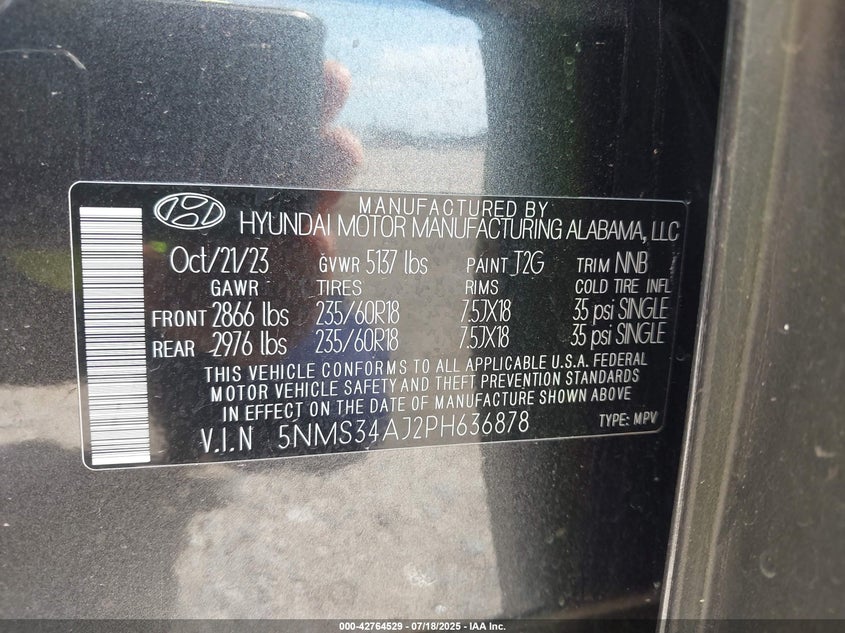 MANUFACTURED BY
HYUNDAI MOTOR MANUFACTURING ALABAMA, LLC
Oct/21/23 GVWR 5137 lbs PAINT J2G TRIM NNB
GAWR TIRES RIMS COLD TIRE INFL
FRONT 2866 lbs 235/60R18 7.5JX18 35 psi SINGLE
REAR 2976 lbs 235/60R18 7.5JX18 35 psi SINGLE
THIS VEHICLE CONFORMS TO ALL APPLICABLE U.S.A. FEDERAL
MOTOR VEHICLE SAFETY AND THEFT PREVENTION STANDARDS
IN EFFECT ON THE DATE OF MANUFACTURE SHOWN ABOVE
V.I.N 5NMS34AJ2PH636878 TYPE: MPV
000-42764529 - 07/18/2025 - IAA Inc.